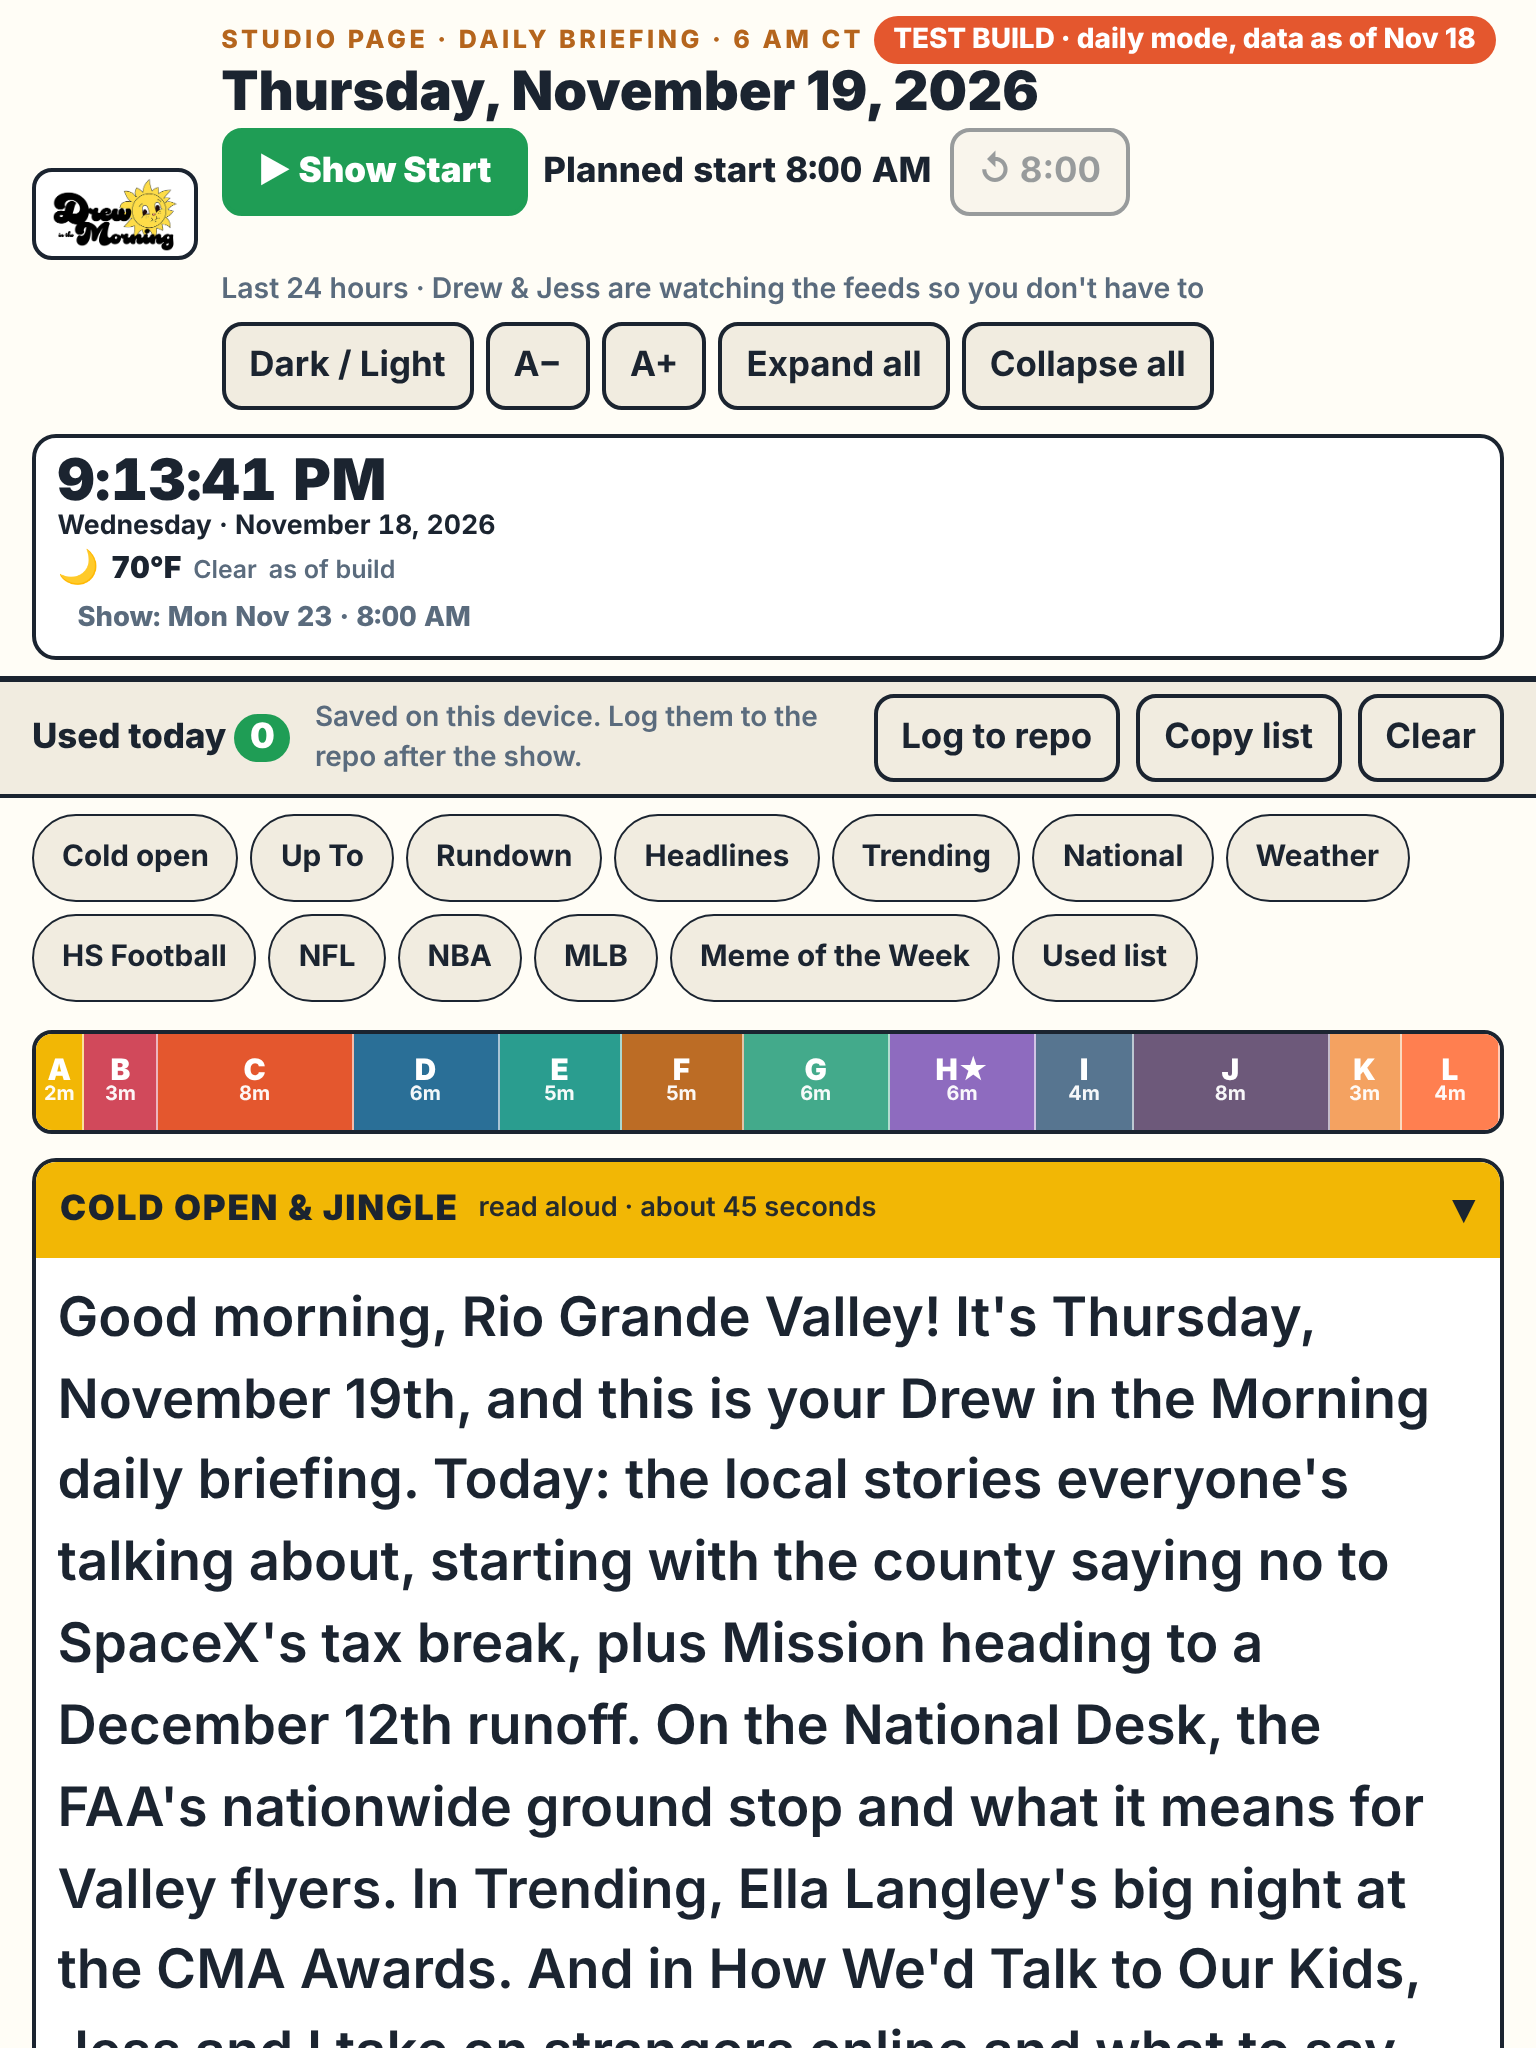 STUDIO PAGE · DAILY BRIEFING · 6 AM CT TEST BUILD · daily mode, data as of Nov 18
Thursday, November 19, 2026
▶ Show Start Planned start 8:00 AM ↺ 8:00
Drew
in the Morning
Last 24 hours · Drew & Jess are watching the feeds so you don't have to
Dark / Light A− A+ Expand all Collapse all
9:13:41 PM
Wednesday · November 18, 2026
🌙 70°F Clear as of build
Show: Mon Nov 23 · 8:00 AM
Used today 0 Saved on this device. Log them to the
repo after the show.
Log to repo Copy list Clear
Cold open Up To Rundown Headlines Trending National Weather
HS Football NFL NBA MLB Meme of the Week Used list
A B C D E F G H★ I J K L
2m 3m 8m 6m 5m 5m 6m 6m 4m 8m 3m 4m
COLD OPEN & JINGLE read aloud · about 45 seconds ▼
Good morning, Rio Grande Valley! It's Thursday,
November 19th, and this is your Drew in the Morning
daily briefing. Today: the local stories everyone's
talking about, starting with the county saying no to
SpaceX's tax break, plus Mission heading to a
December 12th runoff. On the National Desk, the
FAA's nationwide ground stop and what it means for
Valley flyers. In Trending, Ella Langley's big night at
the CMA Awards. And in How We'd Talk to Our Kids,
Jess and I take on strangers online and what to say